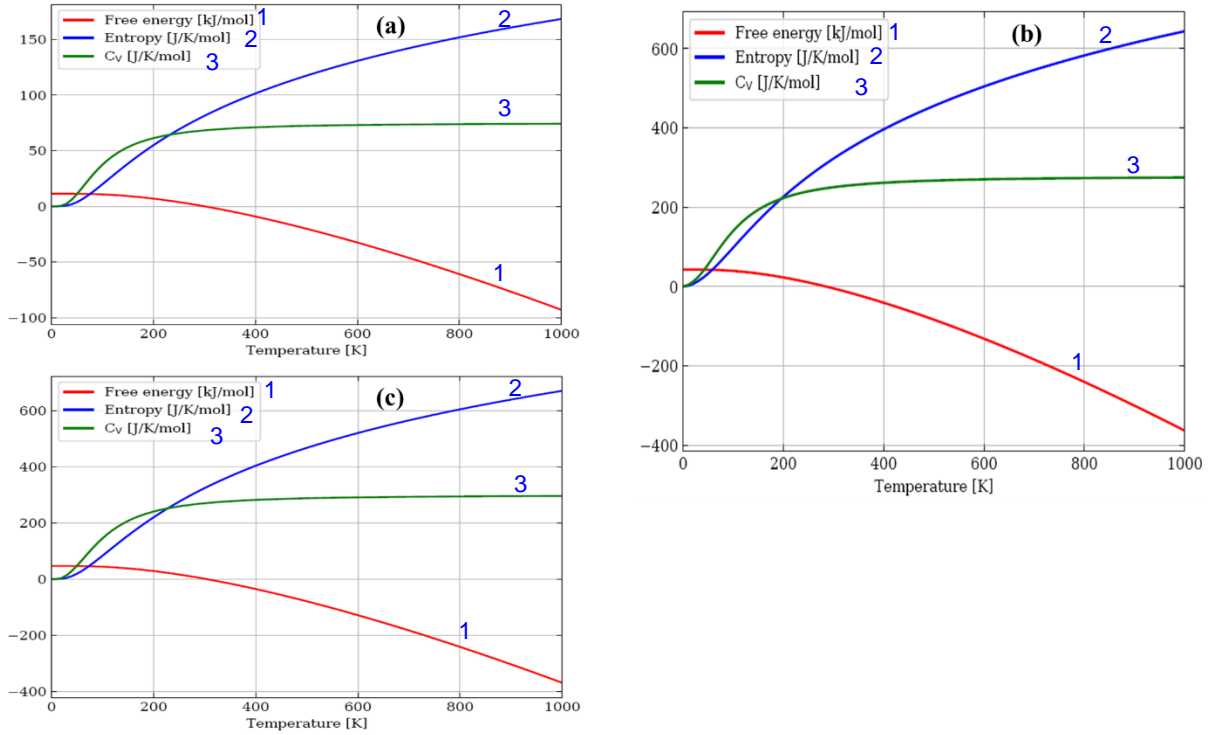 Free energy [kJ/mol] 1
Entropy [J/K/mol] 2
C_V [J/K/mol] 3
(a)
2
3
1
150
100
50
0
−50
−100
0 200 400 600 800 1000
Temperature [K]
Free energy [kJ/mol] 1
Entropy [J/K/mol] 2
C_V [J/K/mol] 3
(b)
2
3
1
600
400
200
0
−200
−400
0 200 400 600 800 1000
Temperature [K]
Free energy [kJ/mol] 1
Entropy [J/K/mol] 2
C_V [J/K/mol] 3
(c)
2
3
1
600
400
200
0
−200
−400
0 200 400 600 800 1000
Temperature [K]